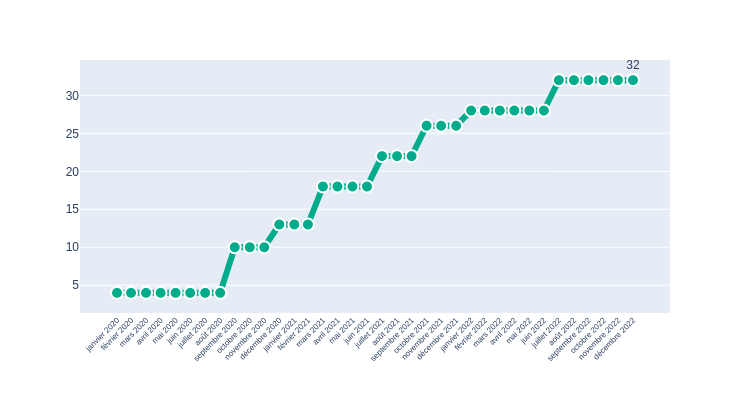 32
30
25
20
15
10
5
janvier 2020
février 2020
mars 2020
avril 2020
mai 2020
juin 2020
juillet 2020
août 2020
septembre 2020
octobre 2020
novembre 2020
décembre 2020
janvier 2021
février 2021
mars 2021
avril 2021
mai 2021
juin 2021
juillet 2021
août 2021
septembre 2021
octobre 2021
novembre 2021
décembre 2021
janvier 2022
février 2022
mars 2022
avril 2022
mai 2022
juin 2022
juillet 2022
août 2022
septembre 2022
octobre 2022
novembre 2022
décembre 2022